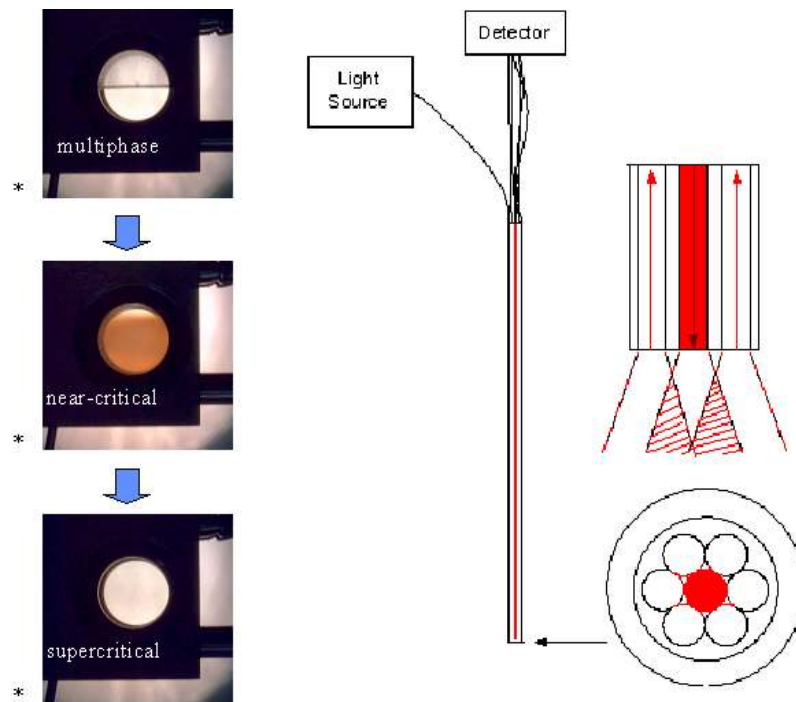 multiphase
*
near-critical
*
supercritical
*
Detector
Light
Source